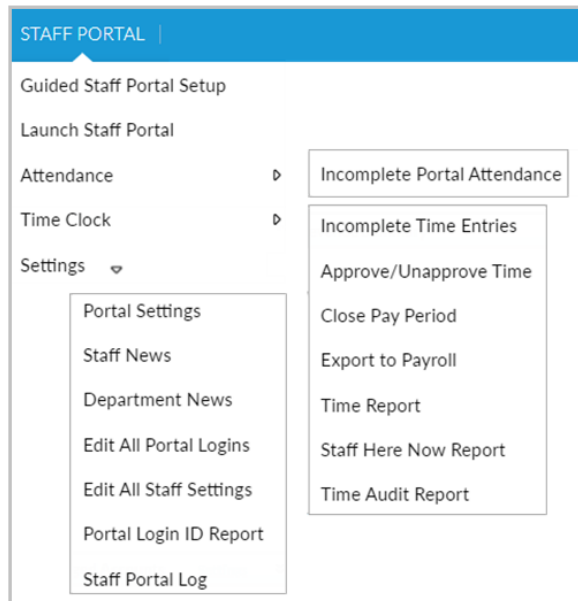 STAFF PORTAL
Guided Staff Portal Setup
Launch Staff Portal
Attendance
Incomplete Portal Attendance
Time Clock
Incomplete Time Entries
Approve/Unapprove Time
Close Pay Period
Export to Payroll
Time Report
Staff Here Now Report
Time Audit Report
Settings
Portal Settings
Staff News
Department News
Edit All Portal Logins
Edit All Staff Settings
Portal Login ID Report
Staff Portal Log